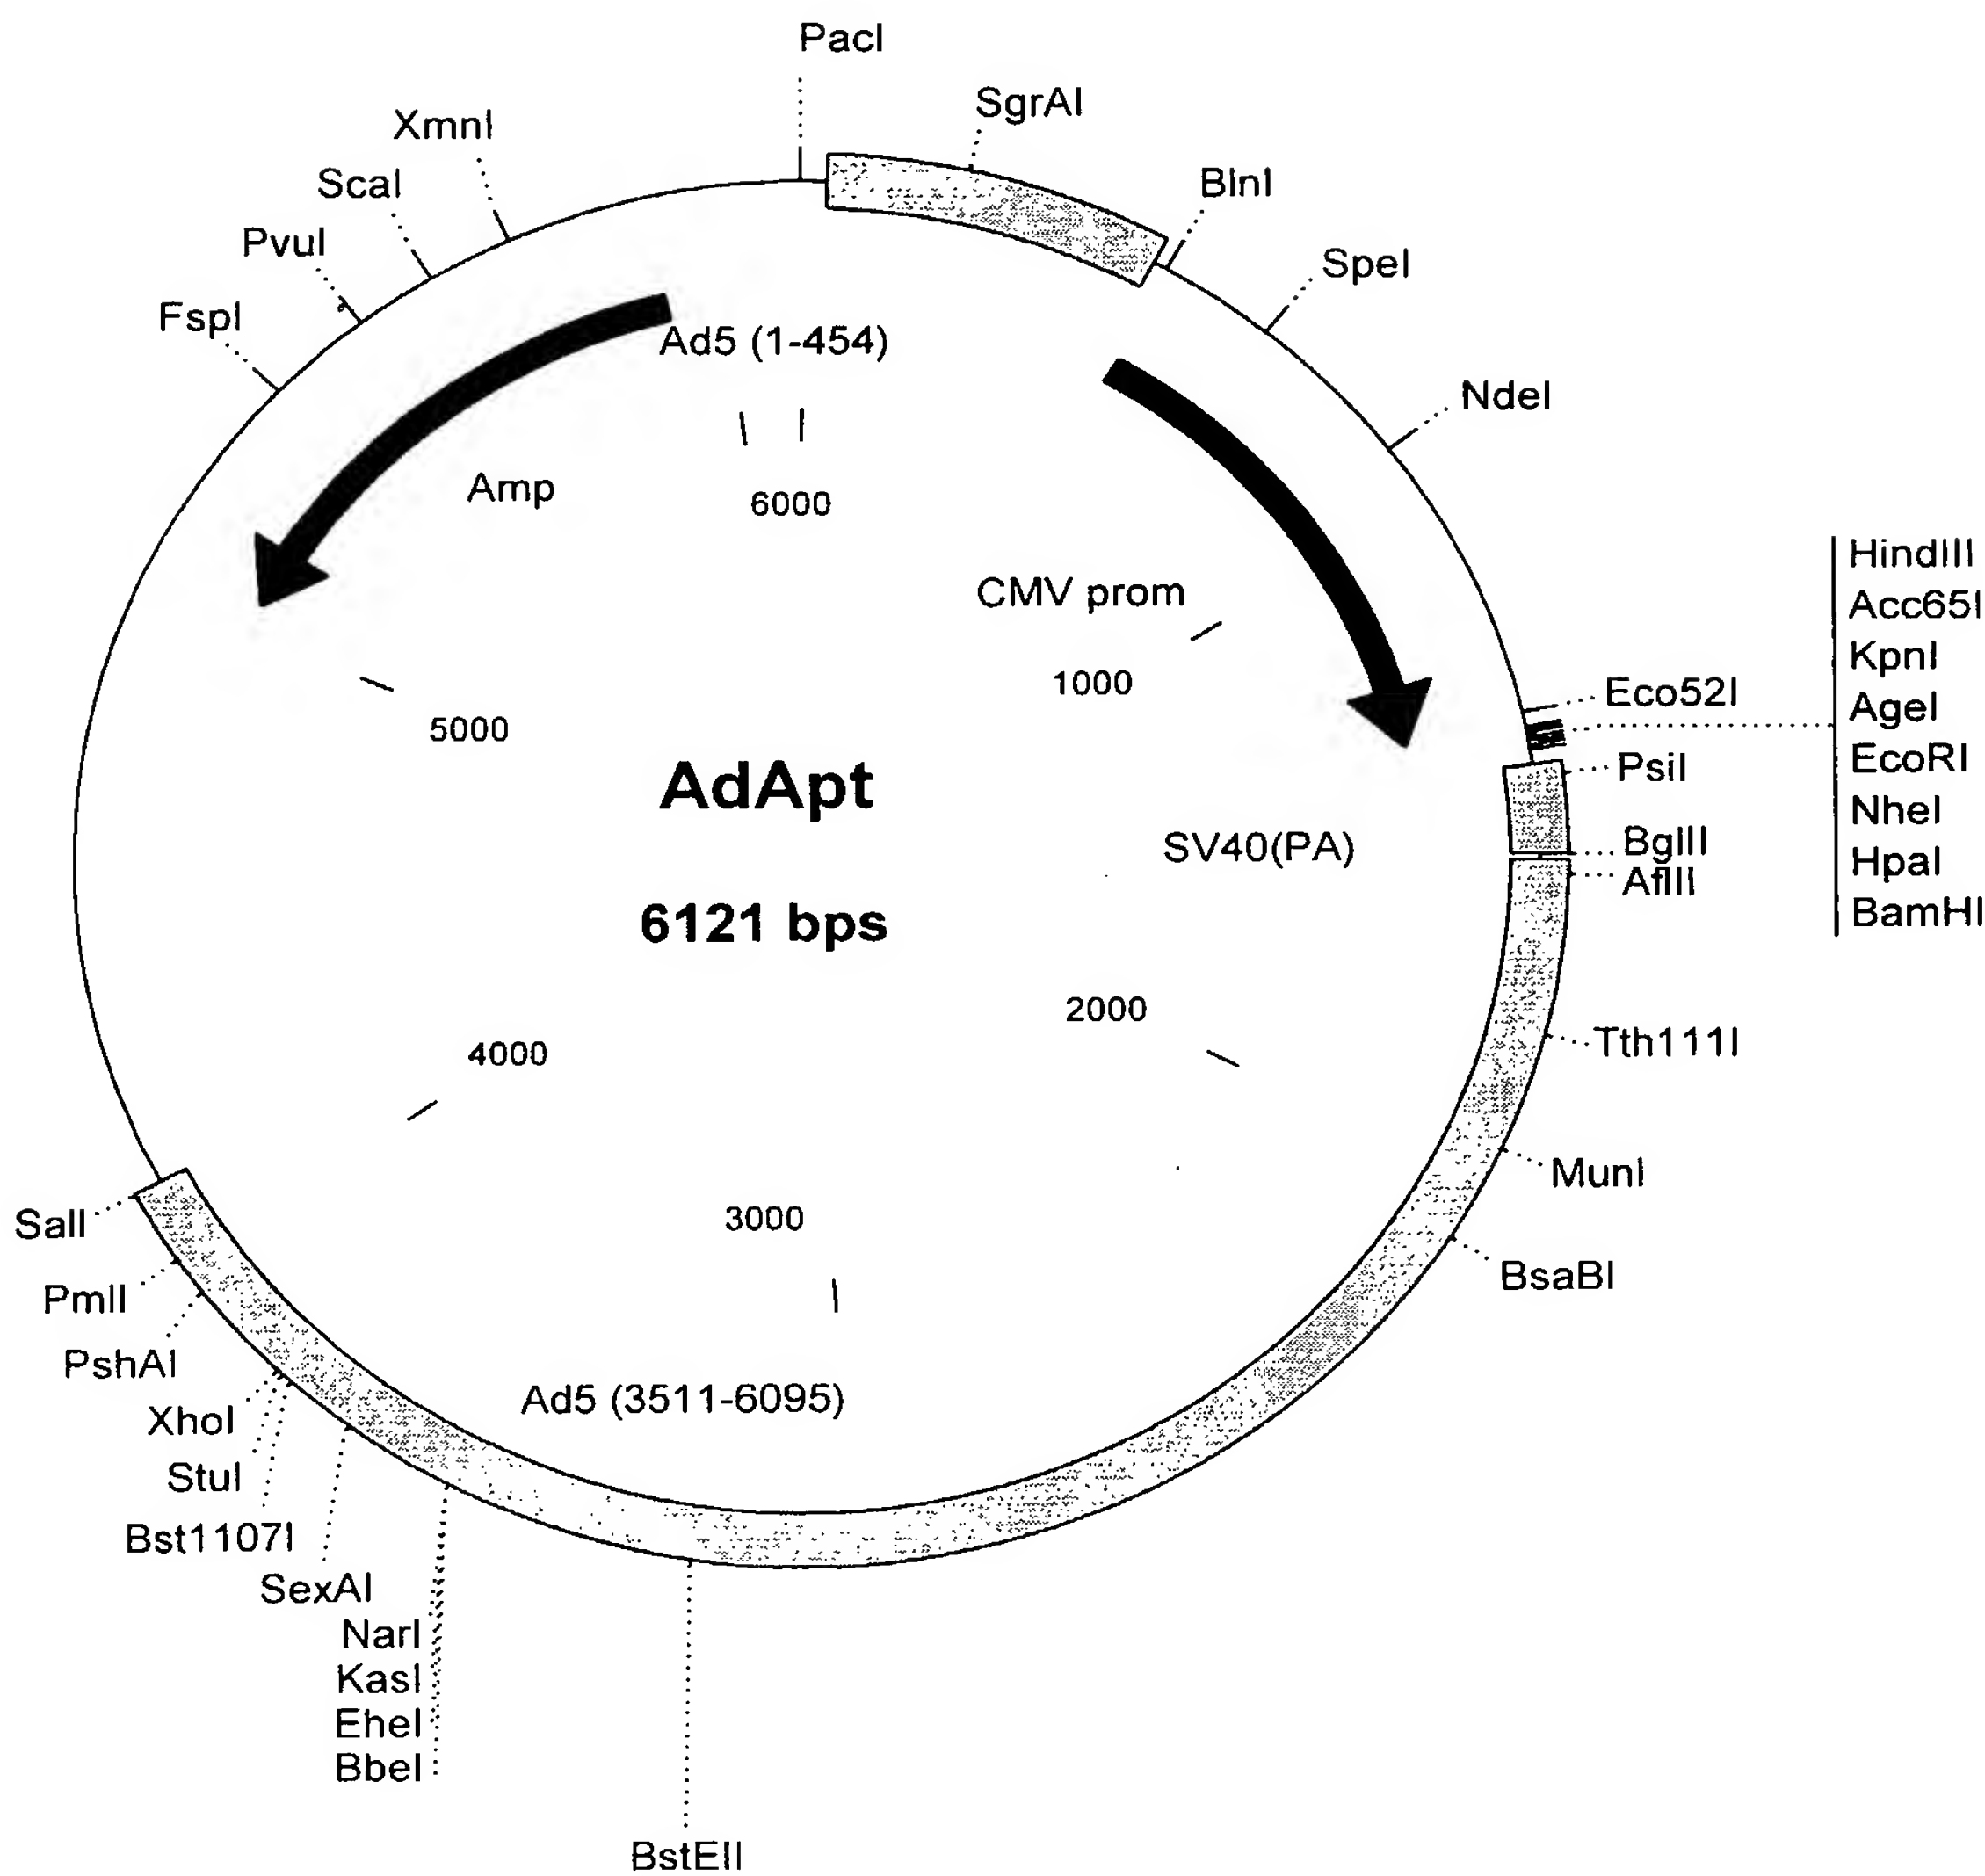 PacI
SgrAI
XmnI
BlnI
ScaI
PvuI
SpeI
FspI
Ad5 (1-454)
NdeI
Amp
6000
HindIII
CMV prom
Acc65I
KpnI
1000
Eco52I
AgeI
5000
EcoRI
PsiI
AdApt
NheI
SV40(PA)
BglII
HpaI
AflII
BamHI
6121 bps
2000
Tth111I
4000
MunI
3000
SalI
BsaBI
PmlI
PshAI
Ad5 (3511-6095)
XhoI
StuI
Bst1107I
SexAI
NarI
KasI
EheI
BbeI
BstEII